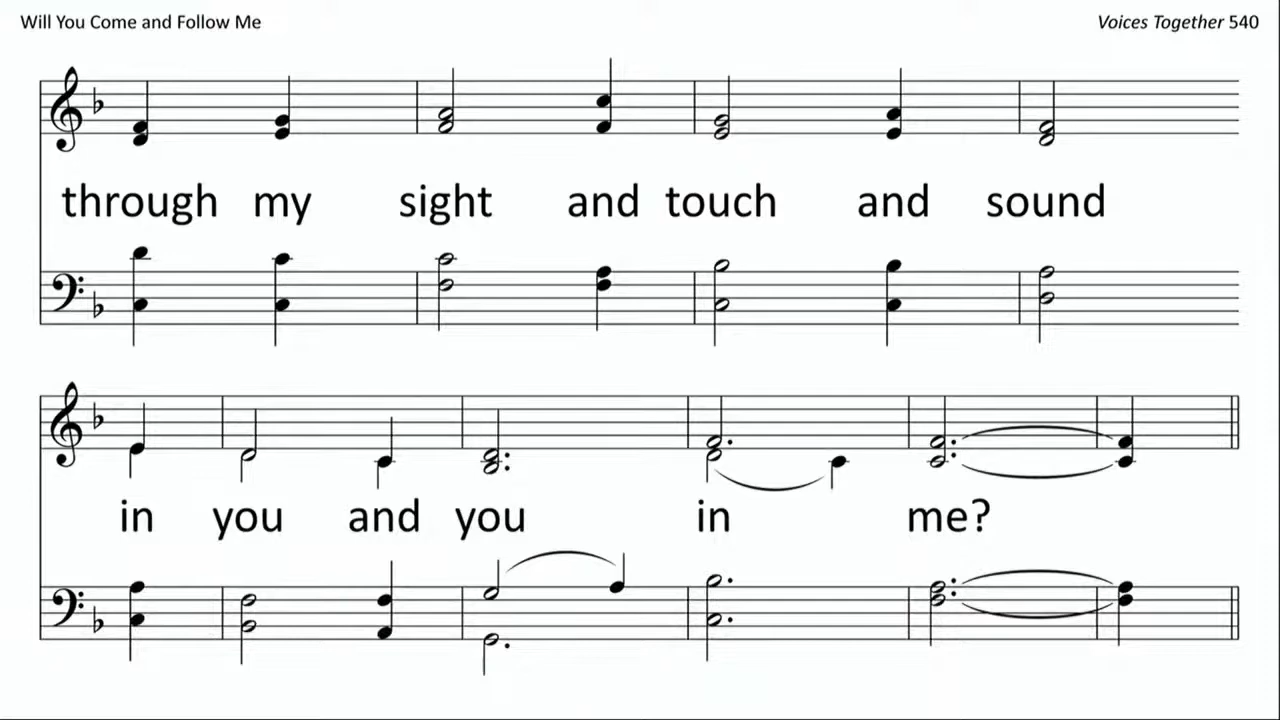 Will You Come and Follow Me
Voices Together 540
through my sight and touch and sound
in you and you in me?